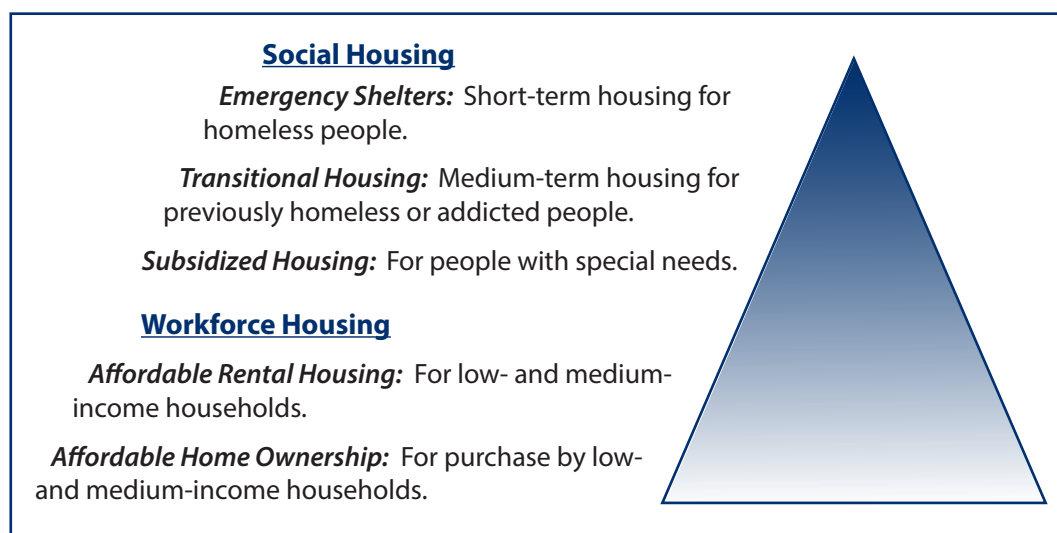 Social Housing
Emergency Shelters: Short-term housing for
homeless people.
Transitional Housing: Medium-term housing for
previously homeless or addicted people.
Subsidized Housing: For people with special needs.
Workforce Housing
Affordable Rental Housing: For low- and medium-
income households.
Affordable Home Ownership: For purchase by low-
and medium-income households.